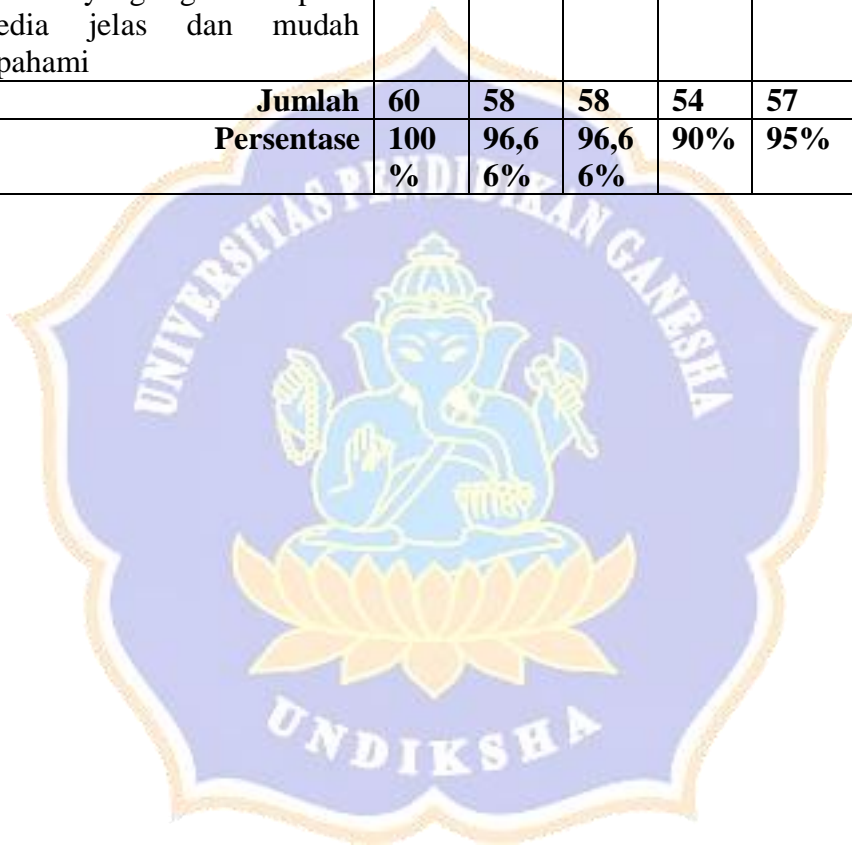 edia jelas dan mudah
pahami
Jumlah 60 58 58 54 57
Persentase 100 96,6 96,6 90% 95%
% 6% 6%
UNIVERSITAS PENDIDIKAN GANESHA
UNDIKSHA